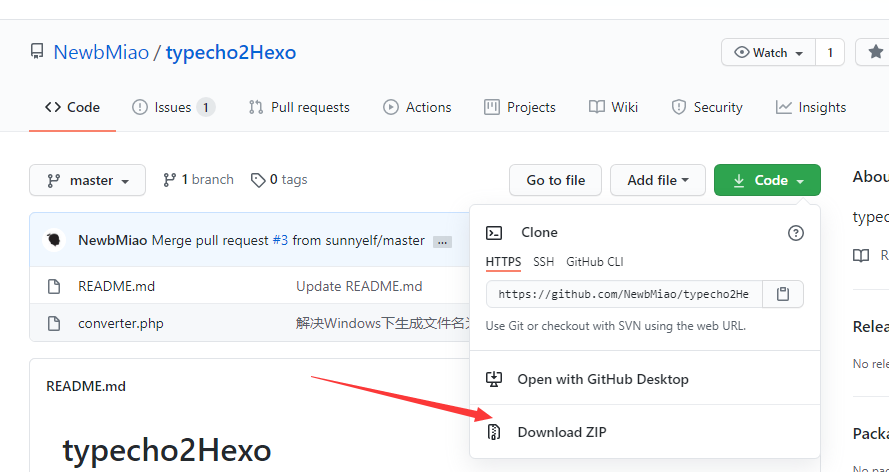 NewbMiao / typecho2Hexo
Watch 1
Code Issues 1 Pull requests Actions Projects Wiki Security Insights
master 1 branch 0 tags Go to file Add file Code
Abou
NewbMiao Merge pull request #3 from sunnyelf/master ...
Clone
typec
HTTPS SSH GitHub CLI
R
README.md Update README.md
https://github.com/NewbMiao/typecho2He
converter.php 解决Windows下生成文件名为
Use Git or checkout with SVN using the web URL.
Relea
No rele
README.md
Open with GitHub Desktop
Download ZIP
Packa
typecho2Hexo
No pac